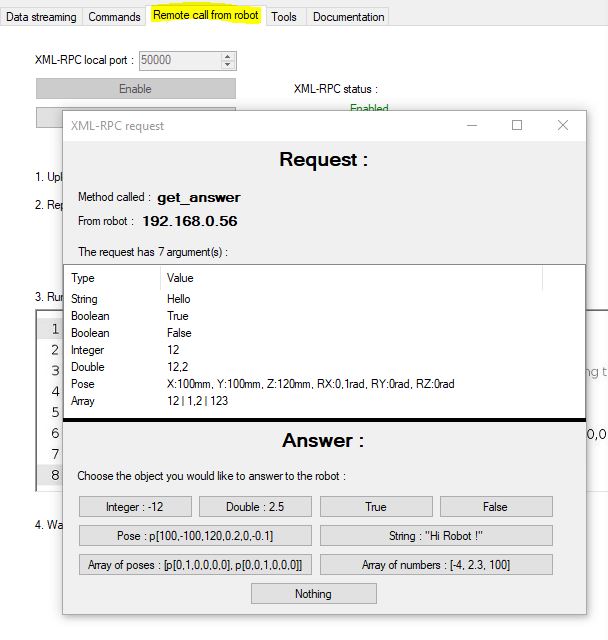 Data streaming Commands Remote call from robot Tools Documentation
XML-RPC local port : 50000
Enable XML-RPC status :
Enabled
XML-RPC request
Request :
Method called : get_answer
From robot : 192.168.0.56
The request has 7 argument(s) :
Type Value
String Hello
Boolean True
Boolean False
Integer 12
Double 12,2
Pose X:100mm, Y:100mm, Z:120mm, RX:0,1rad, RY:0rad, RZ:0rad
Array 12 | 1,2 | 123
Answer :
Choose the object you would like to answer to the robot :
Integer : -12 Double : 2.5 True False
Pose : p[100,-100,120,0.2,0,-0.1] String : "Hi Robot !"
Array of poses : [p[0,1,0,0,0,0], p[0,0,1,0,0,0]] Array of numbers : [-4, 2.3, 100]
Nothing
1.
2.
3.
1
2
3
4
5
6 0,0
7
8
4.